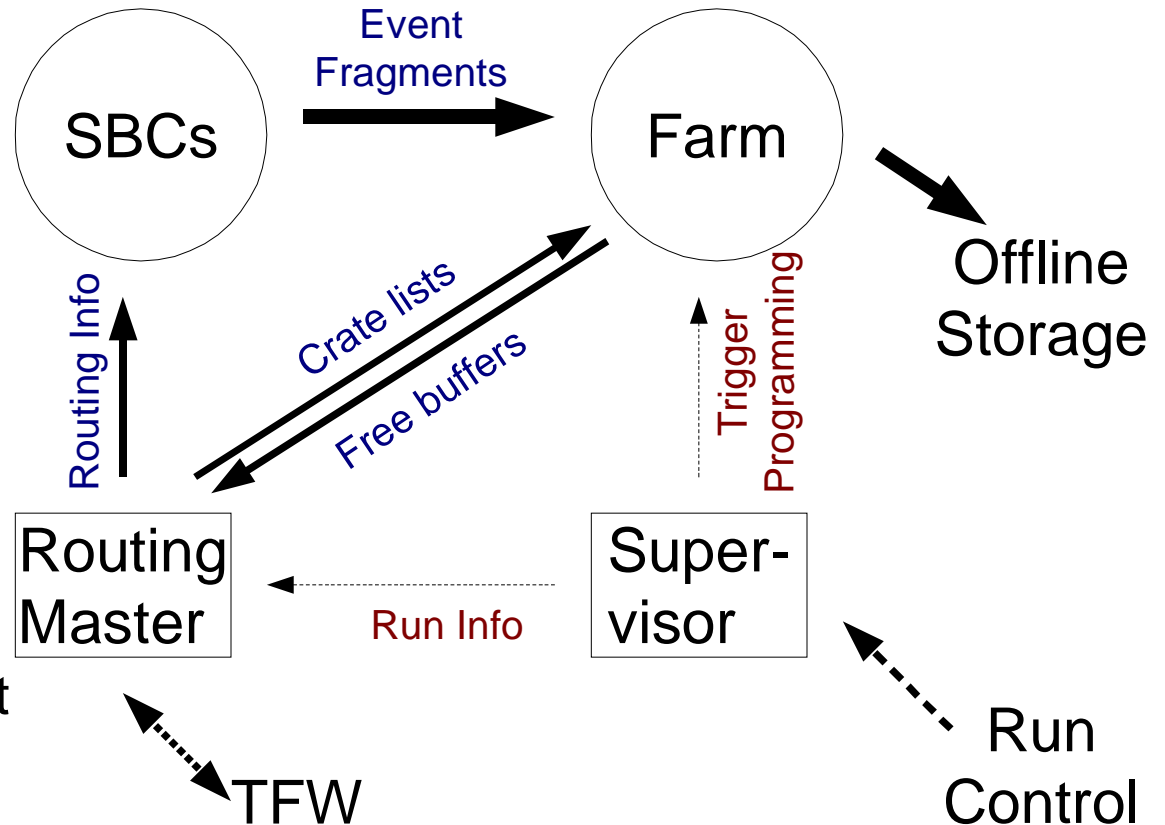 Event
Fragments
SBCs
Farm
Offline
Storage
Routing Info
Crate lists
Free buffers
Trigger
Programming
Routing
Master
Super-
visor
Run Info
t
TFW
Run
Control